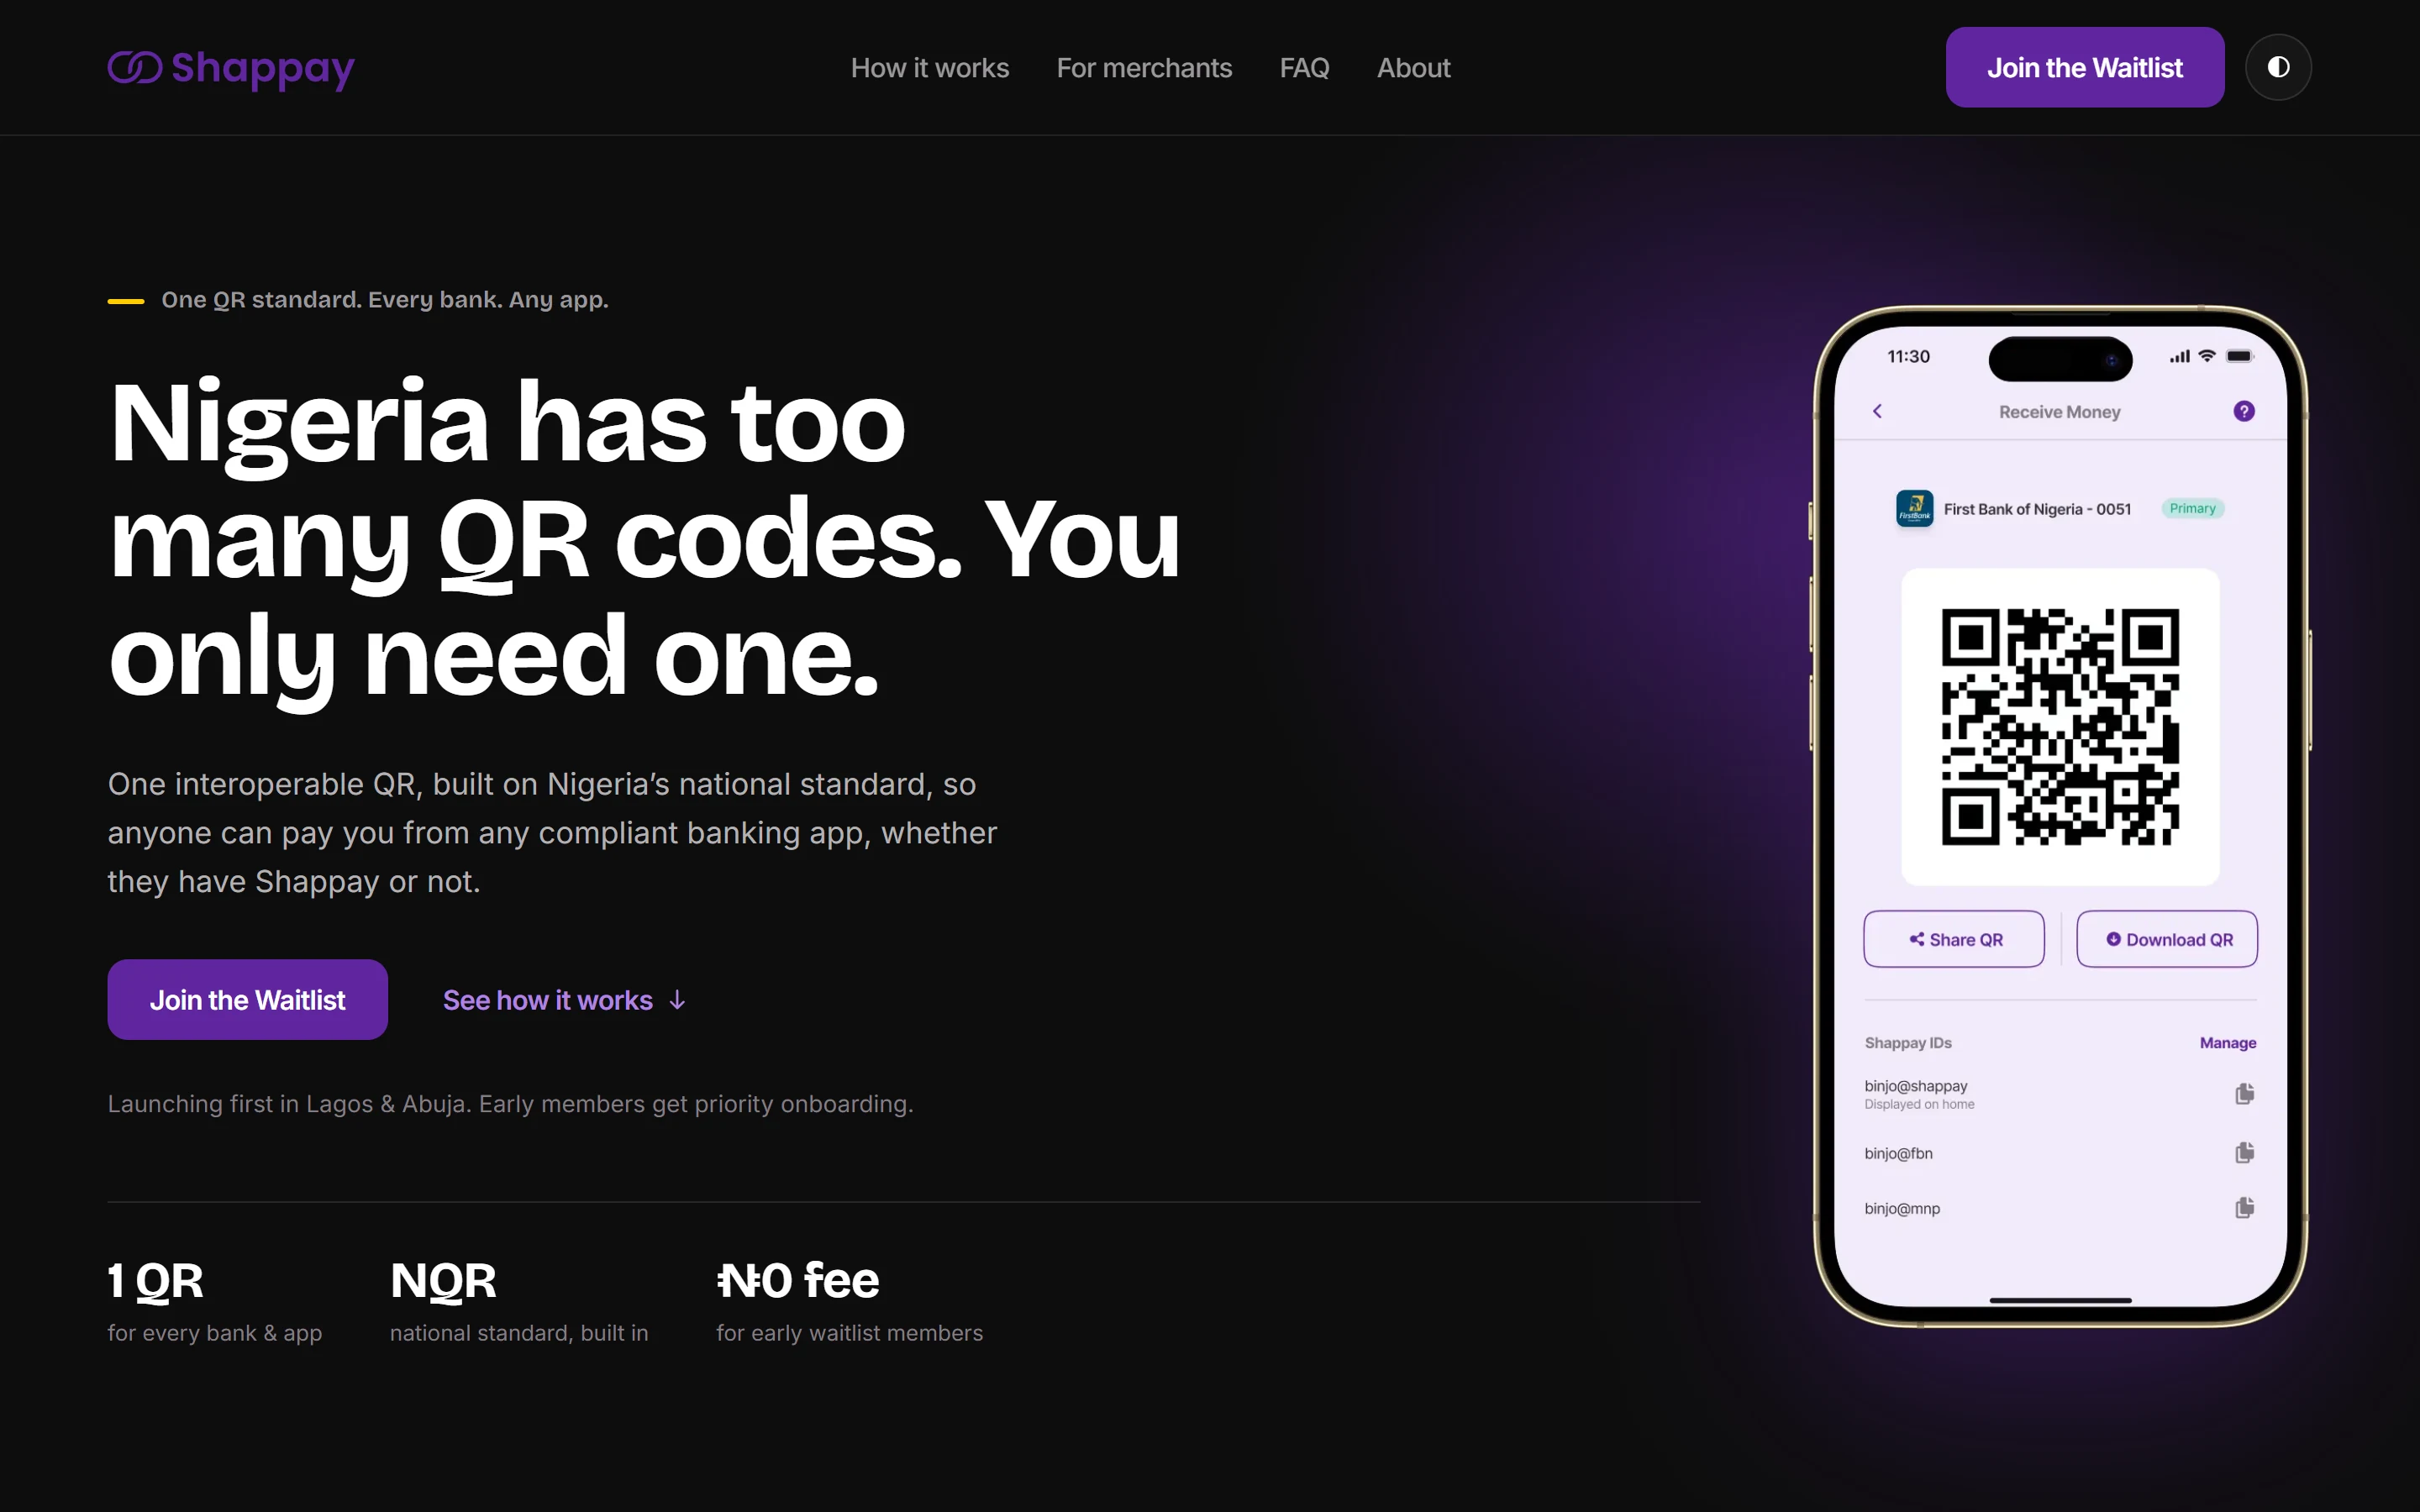 Shappay
How it works
For merchants
FAQ
About
Join the Waitlist
One QR standard. Every bank. Any app.
Nigeria has too
many QR codes. You
only need one.
One interoperable QR, built on Nigeria’s national standard, so
anyone can pay you from any compliant banking app, whether
they have Shappay or not.
Join the Waitlist
See how it works ↓
Launching first in Lagos & Abuja. Early members get priority onboarding.
1 QR
for every bank & app
NQR
national standard, built in
₦0 fee
for early waitlist members
11:30
Receive Money
?
FirstBank
First Bank of Nigeria - 0051
Primary
Share QR
Download QR
Shappay IDs
Manage
binjo@shappay
Displayed on home
binjo@fbn
binjo@mnp